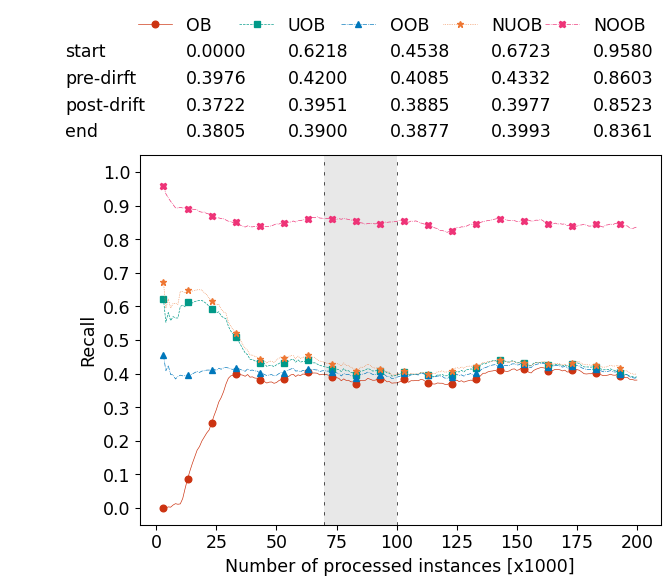 OB UOB OOB NUOB NOOB
start 0.0000 0.6218 0.4538 0.6723 0.9580
pre-dirft 0.3976 0.4200 0.4085 0.4332 0.8603
post-drift 0.3722 0.3951 0.3885 0.3977 0.8523
end 0.3805 0.3900 0.3877 0.3993 0.8361
1.0
0.9
0.8
0.7
0.6
0.5
0.4
0.3
0.2
0.1
0.0
Recall
0 25 50 75 100 125 150 175 200
Number of processed instances [x1000]